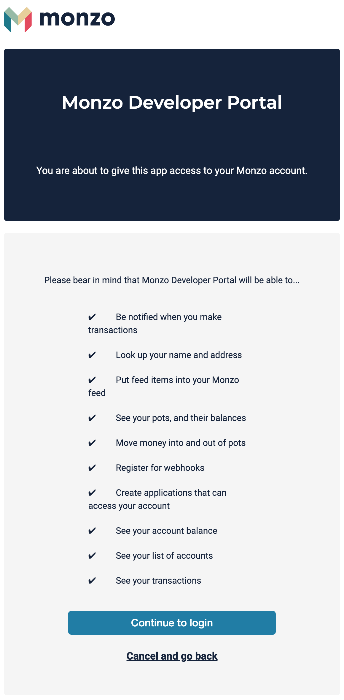 monzo
Monzo Developer Portal
You are about to give this app access to your Monzo account.
Please bear in mind that Monzo Developer Portal will be able to...
✔ Be notified when you make
transactions
✔ Look up your name and address
✔ Put feed items into your Monzo
feed
✔ See your pots, and their balances
✔ Move money into and out of pots
✔ Register for webhooks
✔ Create applications that can
access your account
✔ See your account balance
✔ See your list of accounts
✔ See your transactions
Continue to login
Cancel and go back